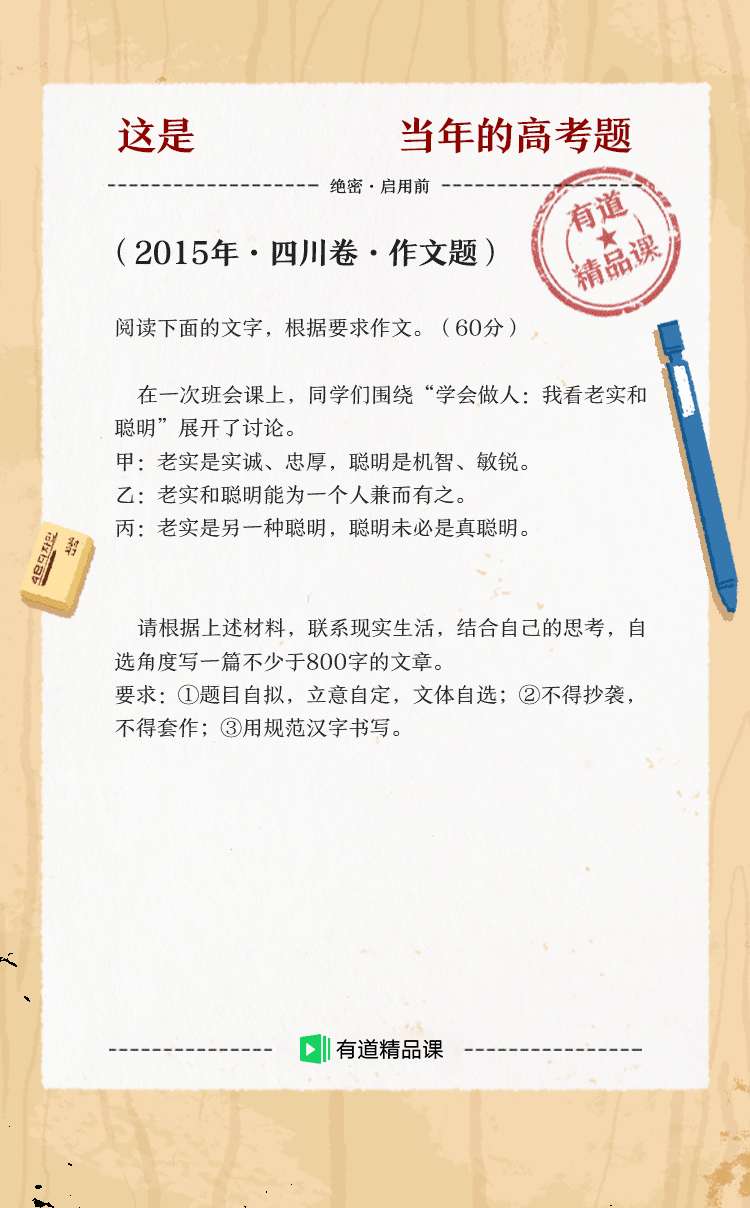 这是 当年的高考题
绝密·启用前
有道
精品课
（2015年·四川卷·作文题）
阅读下面的文字，根据要求作文。（60分）
在一次班会课上，同学们围绕“学会做人：我看老实和
聪明”展开了讨论。
甲：老实是实诚、忠厚，聪明是机智、敏锐。
乙：老实和聪明能为一个人兼而有之。
丙：老实是另一种聪明，聪明未必是真聪明。
请根据上述材料，联系现实生活，结合自己的思考，自
选角度写一篇不少于800字的文章。
要求：①题目自拟，立意自定，文体自选；②不得抄袭，
不得套作；③用规范汉字书写。
有道精品课